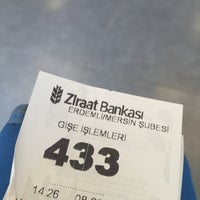 Ziraat Bankası
ERDEMLİ/MERSİN ŞUBESİ
GİŞE İŞLEMLERİ
433
14:26